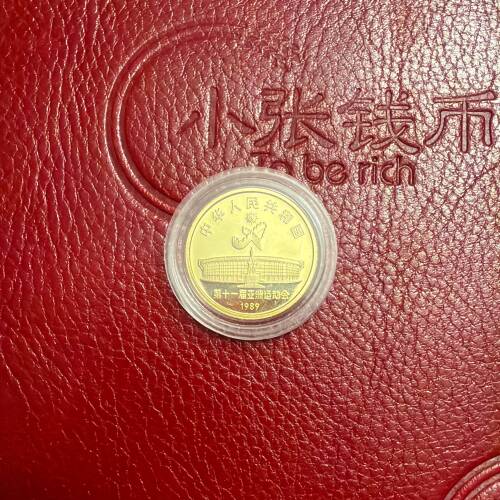 小张钱币
To be rich
中华人民共和国
第十一届亚洲运动会
1989